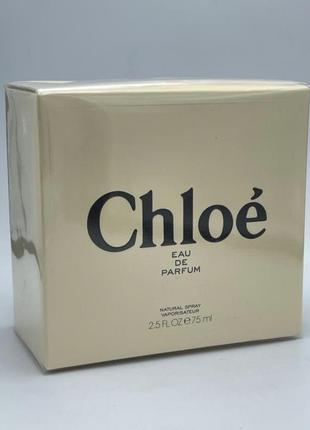 Chloé
EAU
DE
PARFUM
NATURAL SPRAY
VAPORISATEUR
2.5 FL.OZ e 75 ml